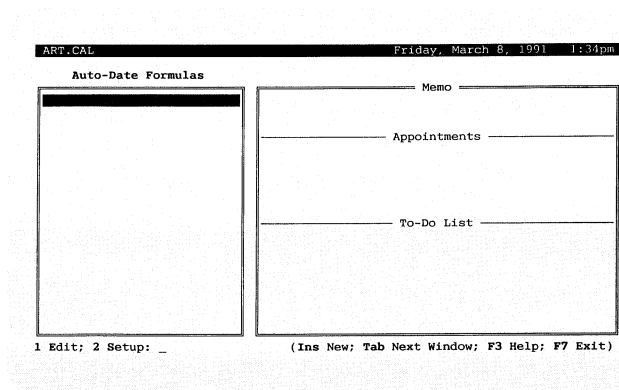 ART.CAL Friday, March 8, 1991 1:34pm
Auto-Date Formulas
Memo
Appointments
To-Do List
1 Edit; 2 Setup: _ (Ins New; Tab Next Window; F3 Help; F7 Exit)